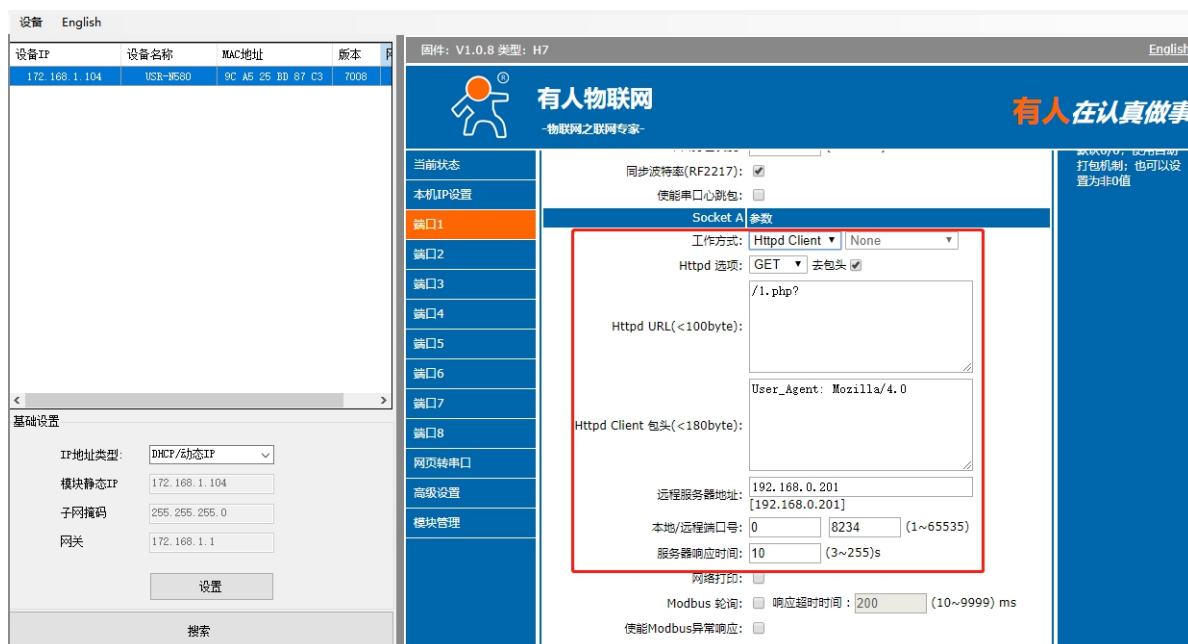 设备 English
设备IP 设备名称 MAC地址 版本
172.168.1.104 USR-N580 9C A5 25 BD 87 C3 7008
基础设置
IP地址类型: DHCP/动态IP
模块静态IP 172.168.1.104
子网掩码 255.255.255.0
网关 172.168.1.1
设置
搜索
固件: V1.0.8 类型: H7 English
有人物联网
-物联网之联网专家-
有人在认真做事
®
当前状态
本机IP设置
端口1
端口2
端口3
端口4
端口5
端口6
端口7
端口8
网页转串口
高级设置
模块管理
同步波特率(RF2217):
使能串口心跳包:
Socket A 参数
工作方式: Httpd Client None
Httpd 选项: GET 去包头
Httpd URL(<100byte): /1.php?
Httpd Client 包头(<180byte): User_Agent: Mozilla/4.0
远程服务器地址: 192.168.0.201
[192.168.0.201]
本地/远程端口号: 0 8234 (1~65535)
服务器响应时间: 10 (3~255)s
网络打印:
Modbus 轮询: 响应超时时间: 200 (10~9999) ms
使能Modbus异常响应:
打包机制; 也可以设
置为非0值